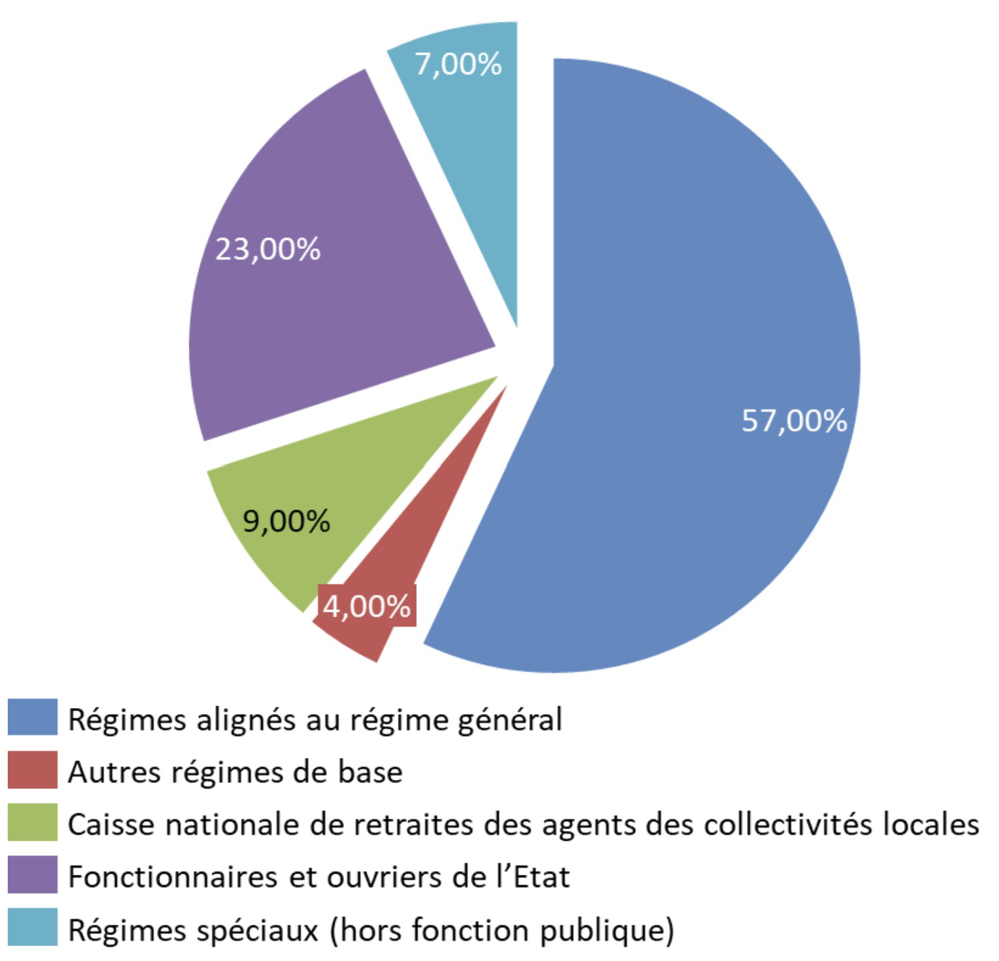 7,00%
23,00%
57,00%
9,00%
4,00%
Régimes alignés au régime général
Autres régimes de base
Caisse nationale de retraites des agents des collectivités locales
Fonctionnaires et ouvriers de l’Etat
Régimes spéciaux (hors fonction publique)